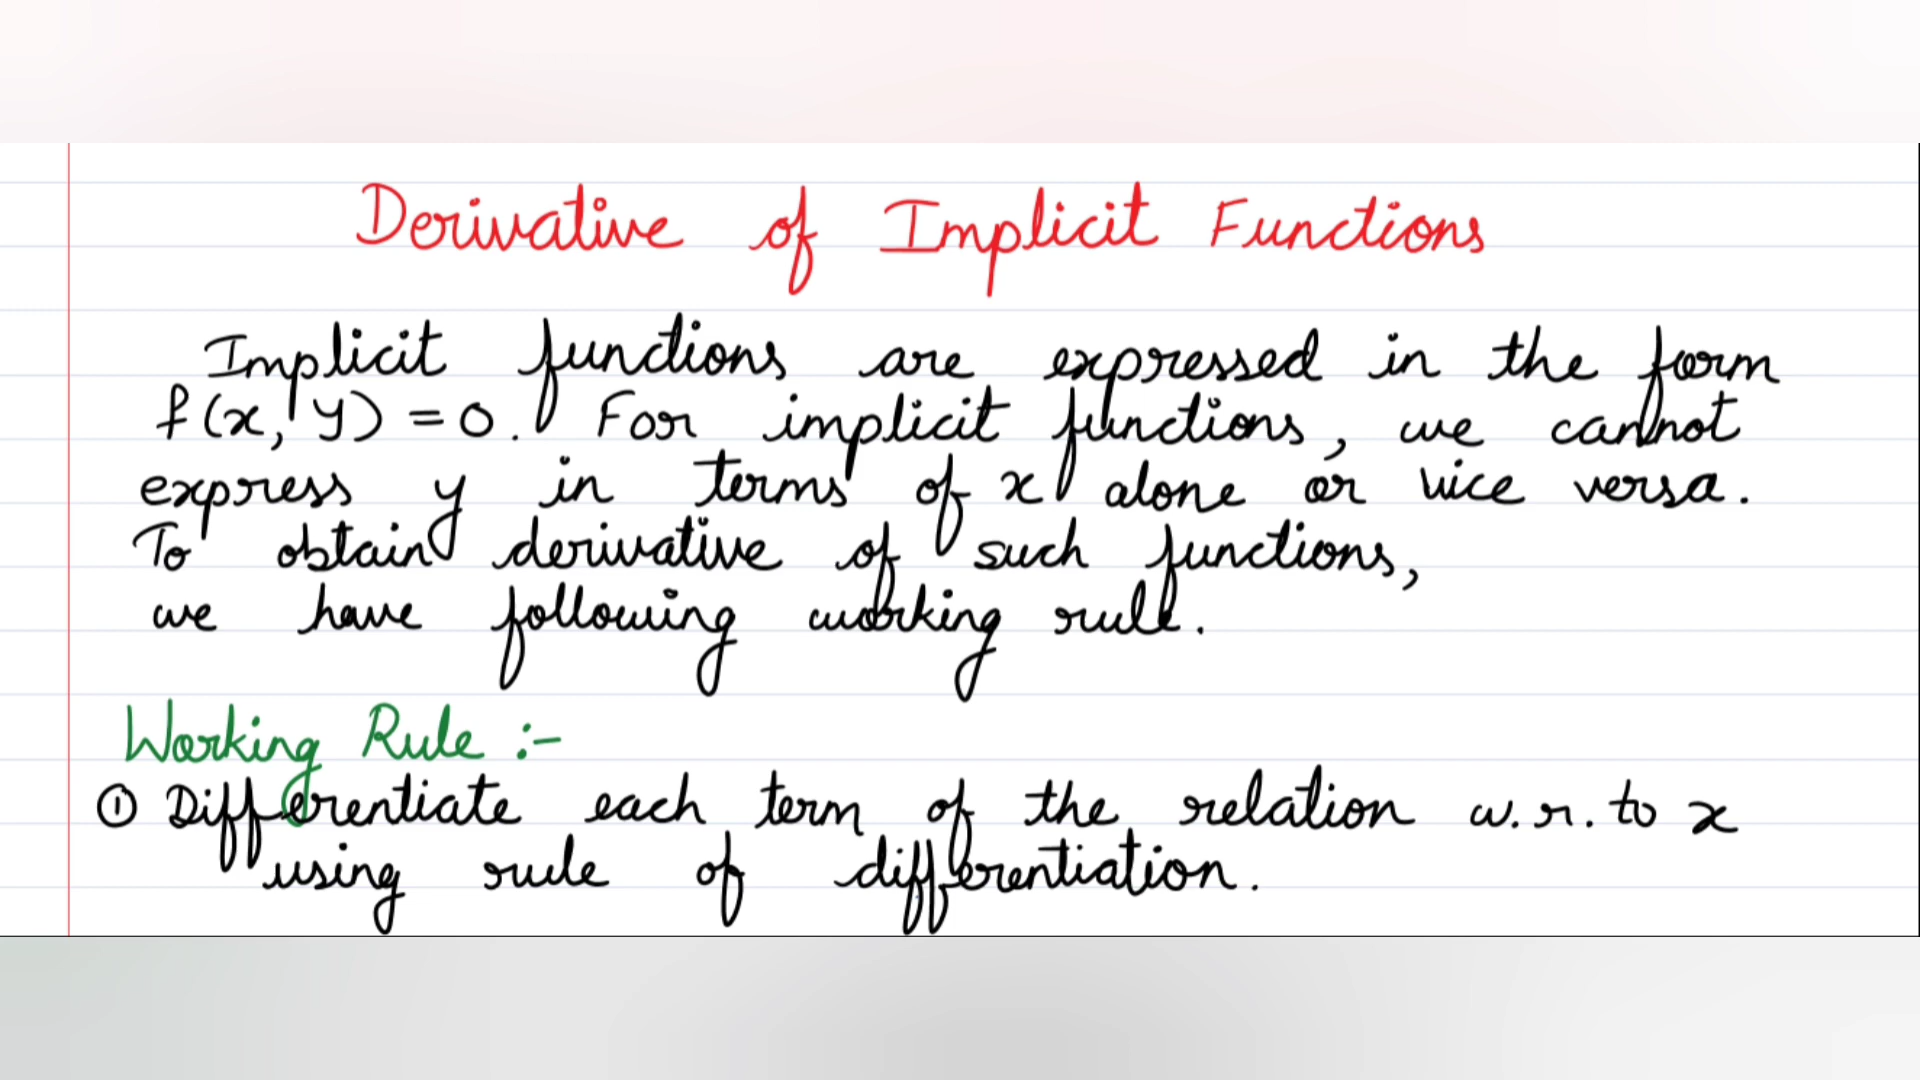 Derivative of Implicit Functions
Implicit functions are expressed in the form
f(x, y) = 0. For implicit functions, we cannot
express y in terms of x alone or vice versa.
To obtain derivative of such functions,
we have following working rule.
Working Rule :-
① Differentiate each term of the relation w.r.to x
using rule of differentiation.